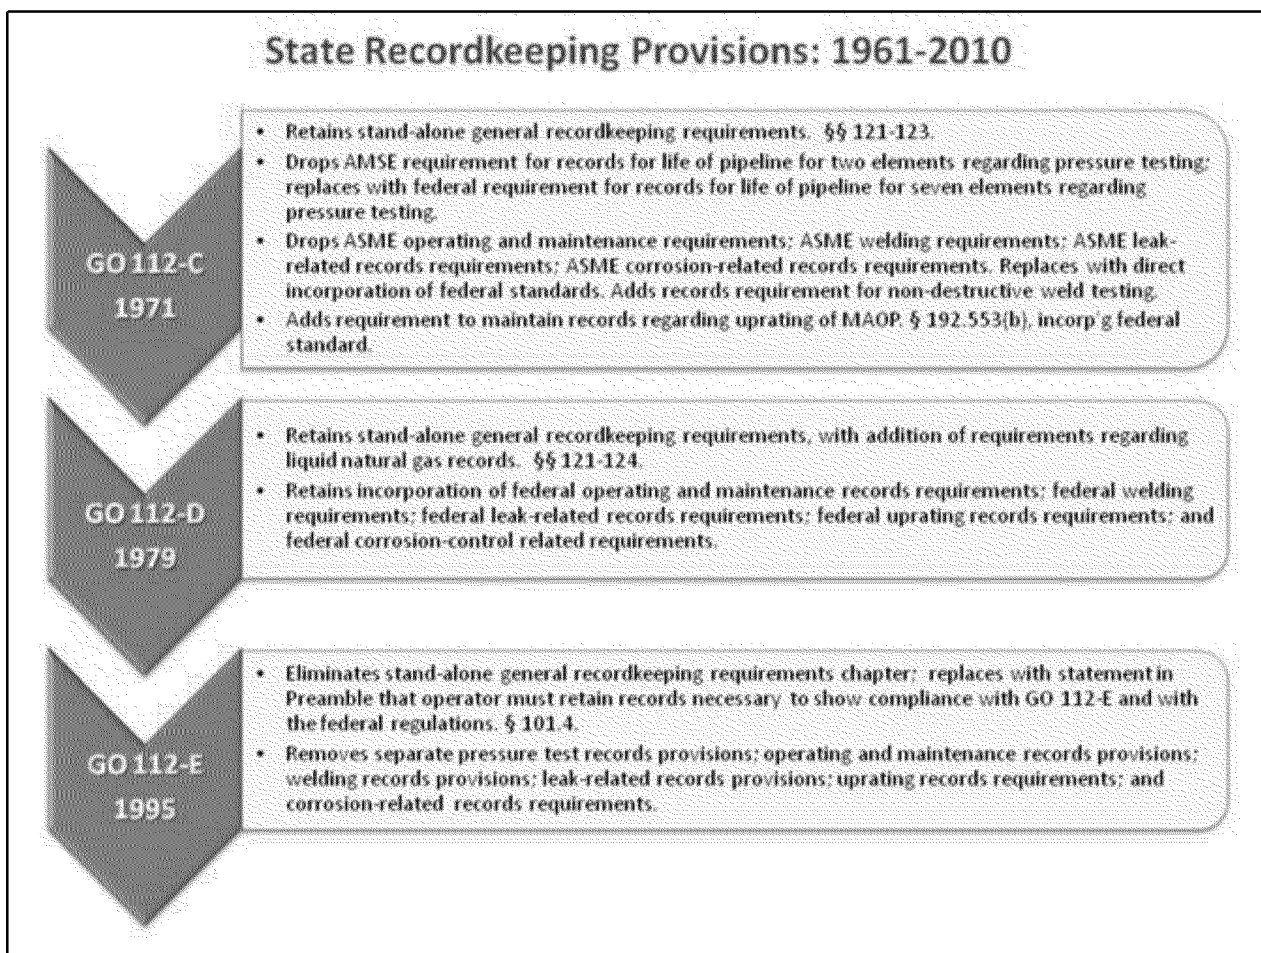 State Recordkeeping Provisions: 1961-2010
GO 112-C
1971
• Retains stand-alone general recordkeeping requirements. §§ 121-123.
• Drops AMSE requirement for records for life of pipeline for two elements regarding pressure testing;
replaces with federal requirement for records for life of pipeline for seven elements regarding
pressure testing.
• Drops ASME operating and maintenance requirements; ASME welding requirements; ASME leak-
related records requirements; ASME corrosion-related records requirements. Replaces with direct
incorporation of federal standards. Adds records requirement for non-destructive weld testing.
• Adds requirement to maintain records regarding uprating of MAOP. § 192.553(b), incorp'g federal
standard.
GO 112-D
1979
• Retains stand-alone general recordkeeping requirements, with addition of requirements regarding
liquid natural gas records. §§ 121-124.
• Retains incorporation of federal operating and maintenance records requirements; federal welding
requirements; federal leak-related records requirements; federal uprating records requirements; and
federal corrosion-control related requirements.
GO 112-E
1995
• Eliminates stand-alone general recordkeeping requirements chapter; replaces with statement in
Preamble that operator must retain records necessary to show compliance with GO 112-E and with
the federal regulations. § 101.4.
• Removes separate pressure test records provisions; operating and maintenance records provisions;
welding records provisions; leak-related records provisions; uprating records requirements; and
corrosion-related records requirements.